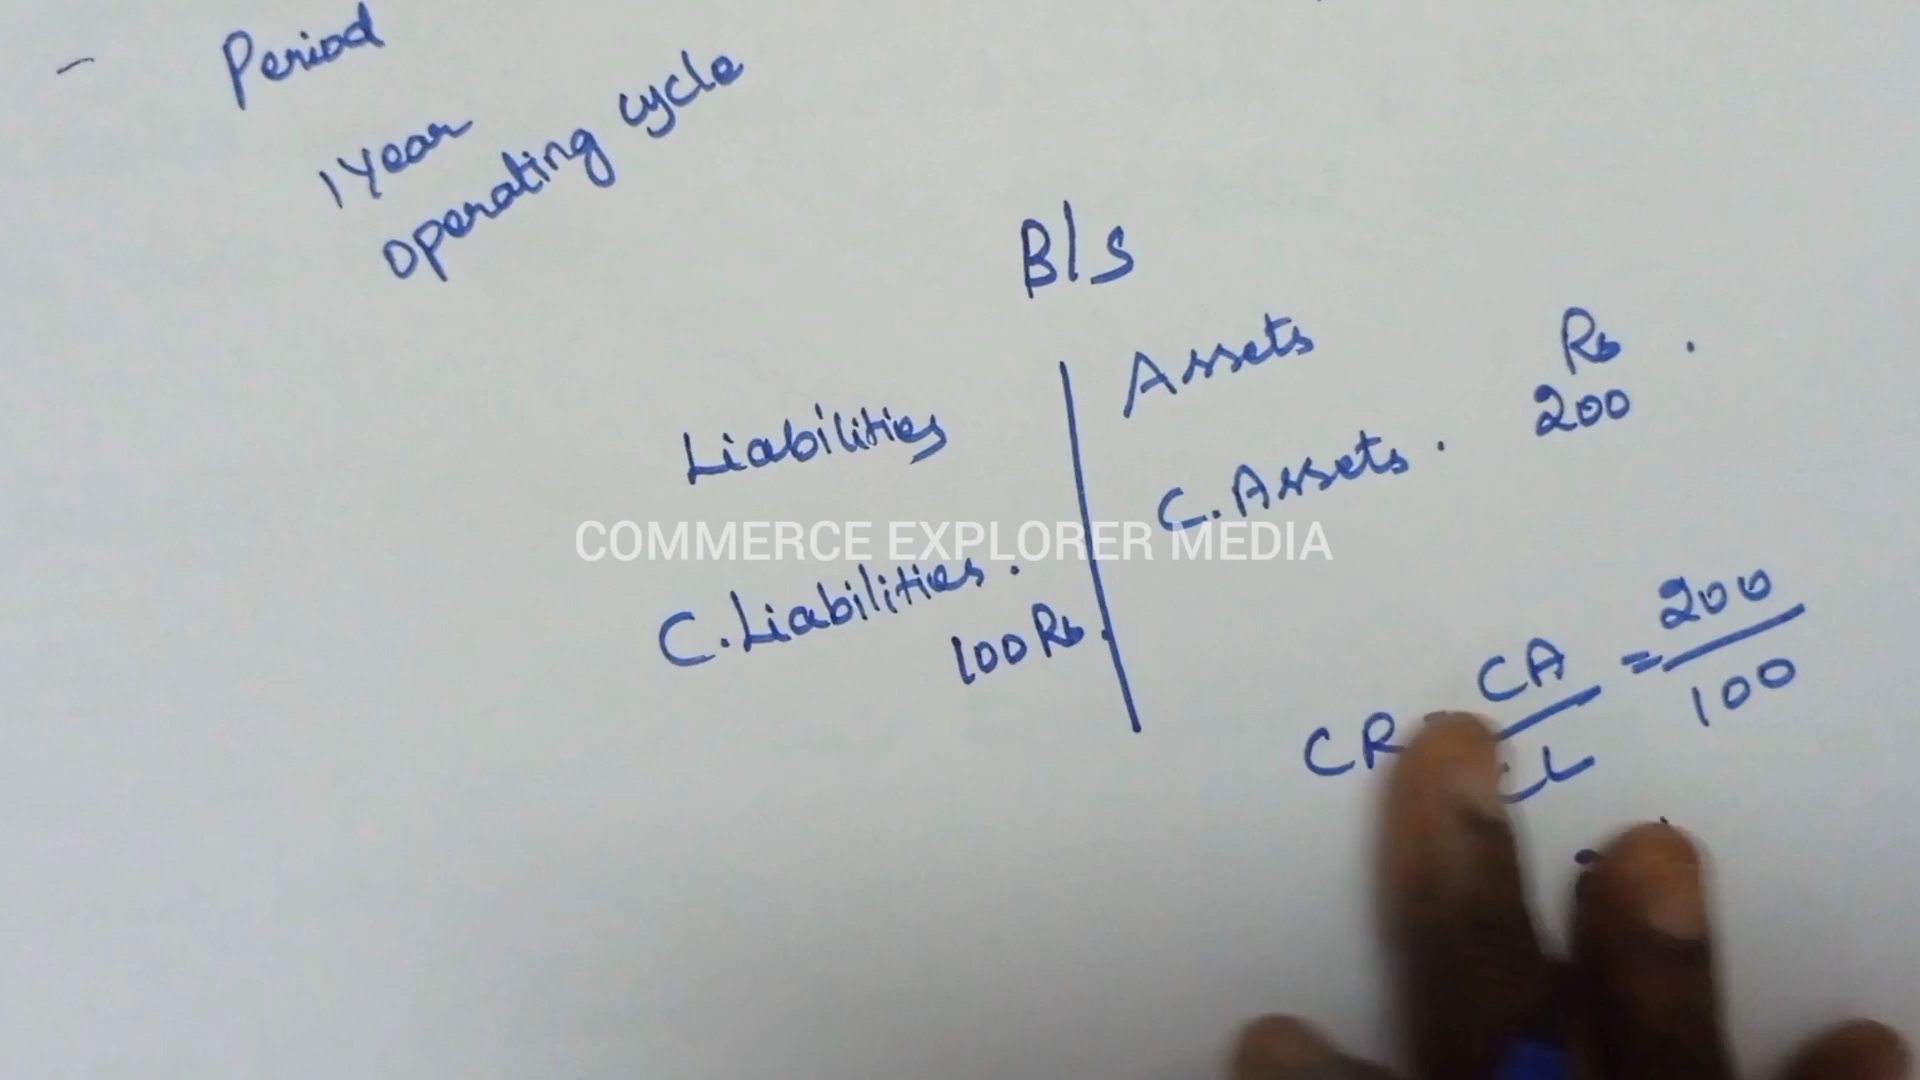 Period
1 Year
operating cycle
B/S
Liabilities
Assets
Rs
C. Assets.
200
COMMERCE EXPLORER MEDIA
C. Liabilities.
100 Rs.
CR CA/CL = 200/100